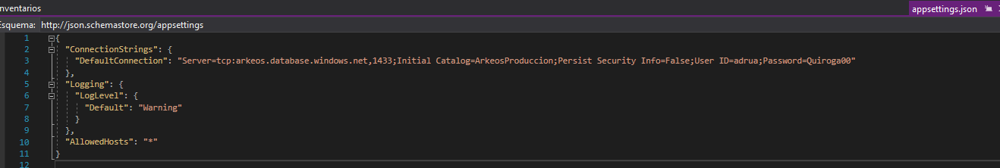 nventarios
appsettings.json
Esquema: http://json.schemastore.org/appsettings
1 {
2 "ConnectionStrings": {
3 "DefaultConnection": "Server=tcp:arkeos.database.windows.net,1433;Initial Catalog=ArkeosProduccion;Persist Security Info=False;User ID=adrua;Password=Quiroga00"
4 },
5 "Logging": {
6 "LogLevel": {
7 "Default": "Warning"
8 }
9 },
10 "AllowedHosts": "*"
11 }
12